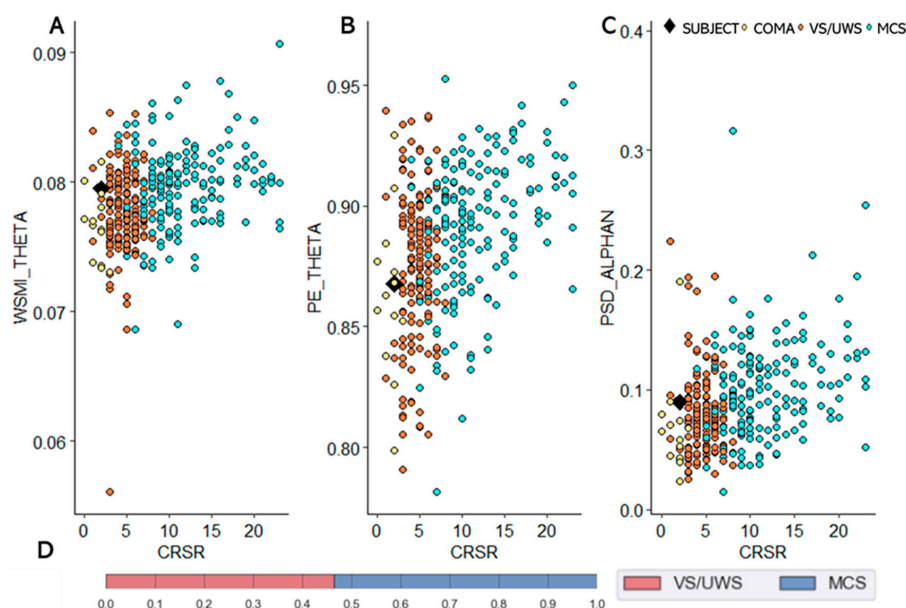 A
B
C
SUBJECT COMA VS/UWS MCS
0.09
0.08
0.07
0.06
WSMI_THETA
0 5 10 15 20
CRSR
0.95
0.90
0.85
0.80
PE_THETA
0 5 10 15 20
CRSR
0.4
0.3
0.2
0.1
0.0
PSD_ALPHAN
0 5 10 15 20
CRSR
D
0.0 0.1 0.2 0.3 0.4 0.5 0.6 0.7 0.8 0.9 1.0
VS/UWS MCS